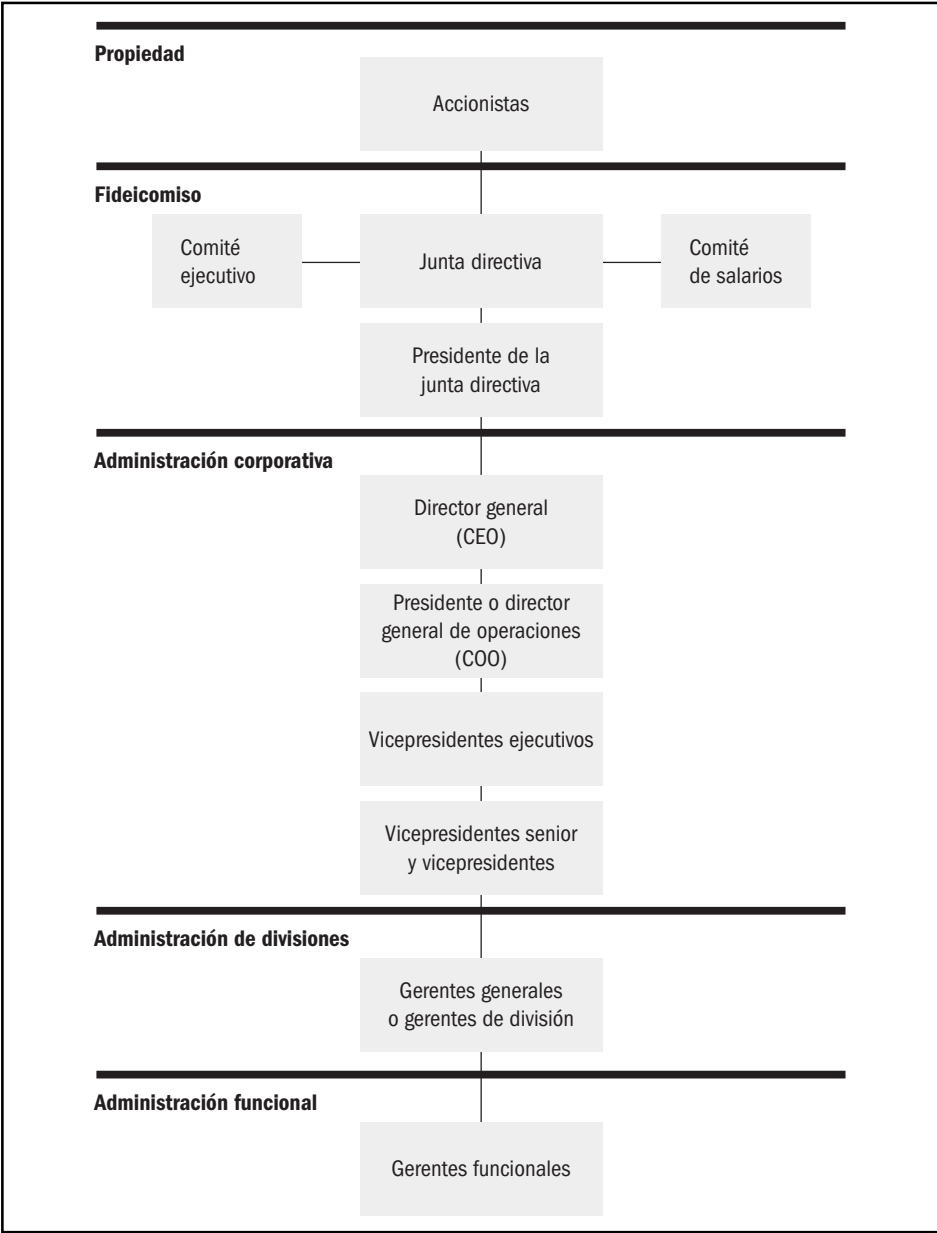 Propiedad
Accionistas
Fideicomiso
Comité
ejecutivo
Junta directiva
Comité
de salarios
Presidente de la
junta directiva
Administración corporativa
Director general
(CEO)
Presidente o director
general de operaciones
(COO)
Vicepresidentes ejecutivos
Vicepresidentes senior
y vicepresidentes
Administración de divisiones
Gerentes generales
o gerentes de división
Administración funcional
Gerentes funcionales